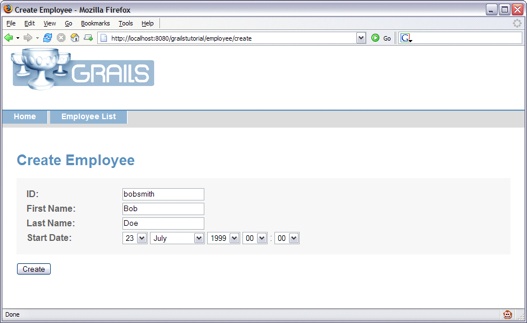 Create Employee - Mozilla Firefox
File Edit View Go Bookmarks Tools Help
http://localhost:8080/grailstutorial/employee/create Go
GRAILS
Home Employee List
Create Employee
ID: bobsmith
First Name: Bob
Last Name: Doe
Start Date: 23 July 1999 00 : 00
Create
Done